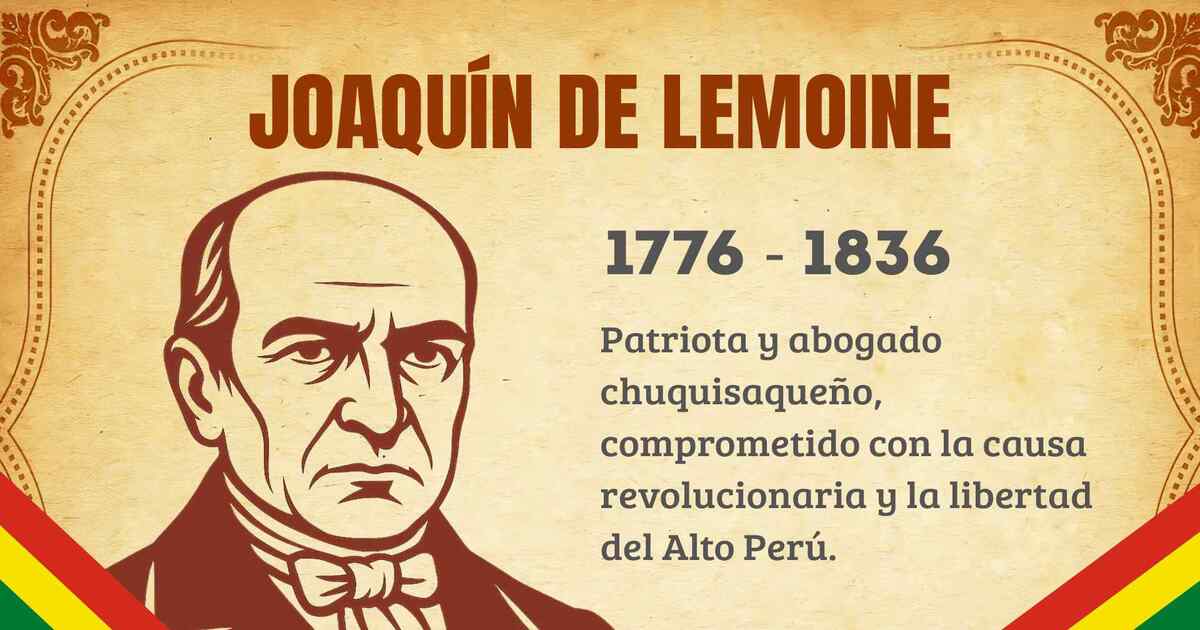 JOAQUÍN DE LEMOINE
1776 - 1836
Patriota y abogado
chuquisaqueño,
comprometido con la causa
revolucionaria y la libertad
del Alto Perú.